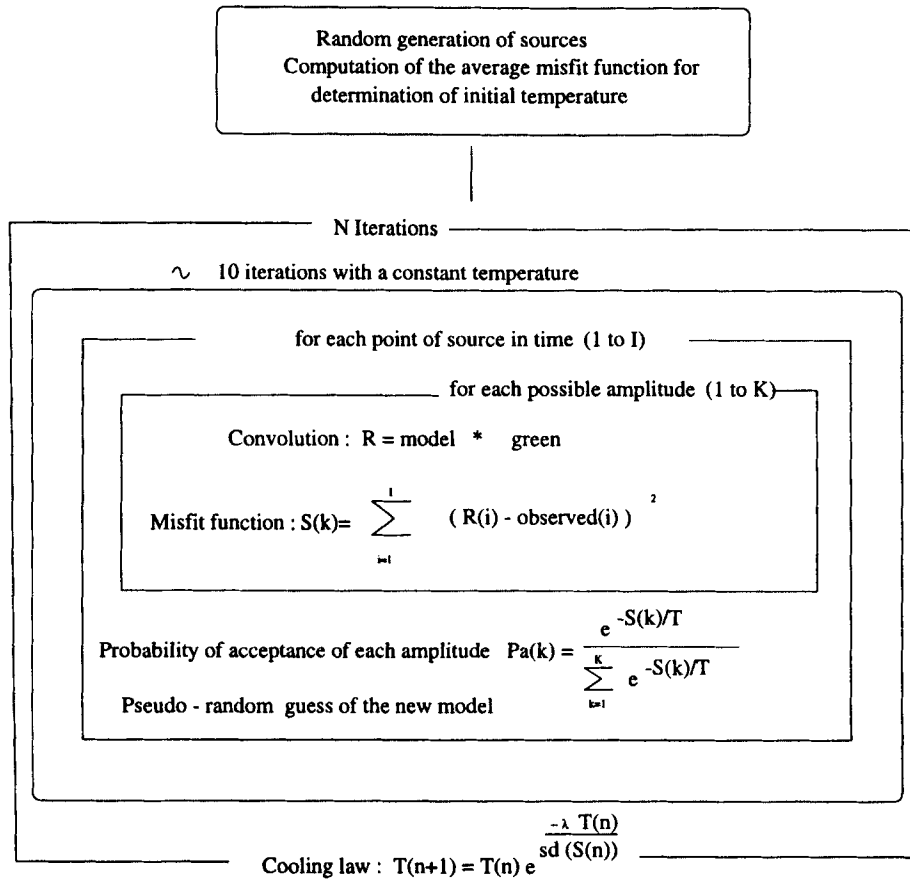 Random generation of sources
Computation of the average misfit function for
determination of initial temperature
N Iterations
~ 10 iterations with a constant temperature
for each point of source in time (1 to I)
for each possible amplitude (1 to K)
Convolution : R = model * green
Misfit function : S(k)= I ∑ i=1 ( R(i) - observed(i) ) 2
Probability of acceptance of each amplitude Pa(k) = e -S(k)/T / K ∑ k=1 e -S(k)/T
Pseudo - random guess of the new model
Cooling law : T(n+1) = T(n) e -λ T(n) / sd (S(n))